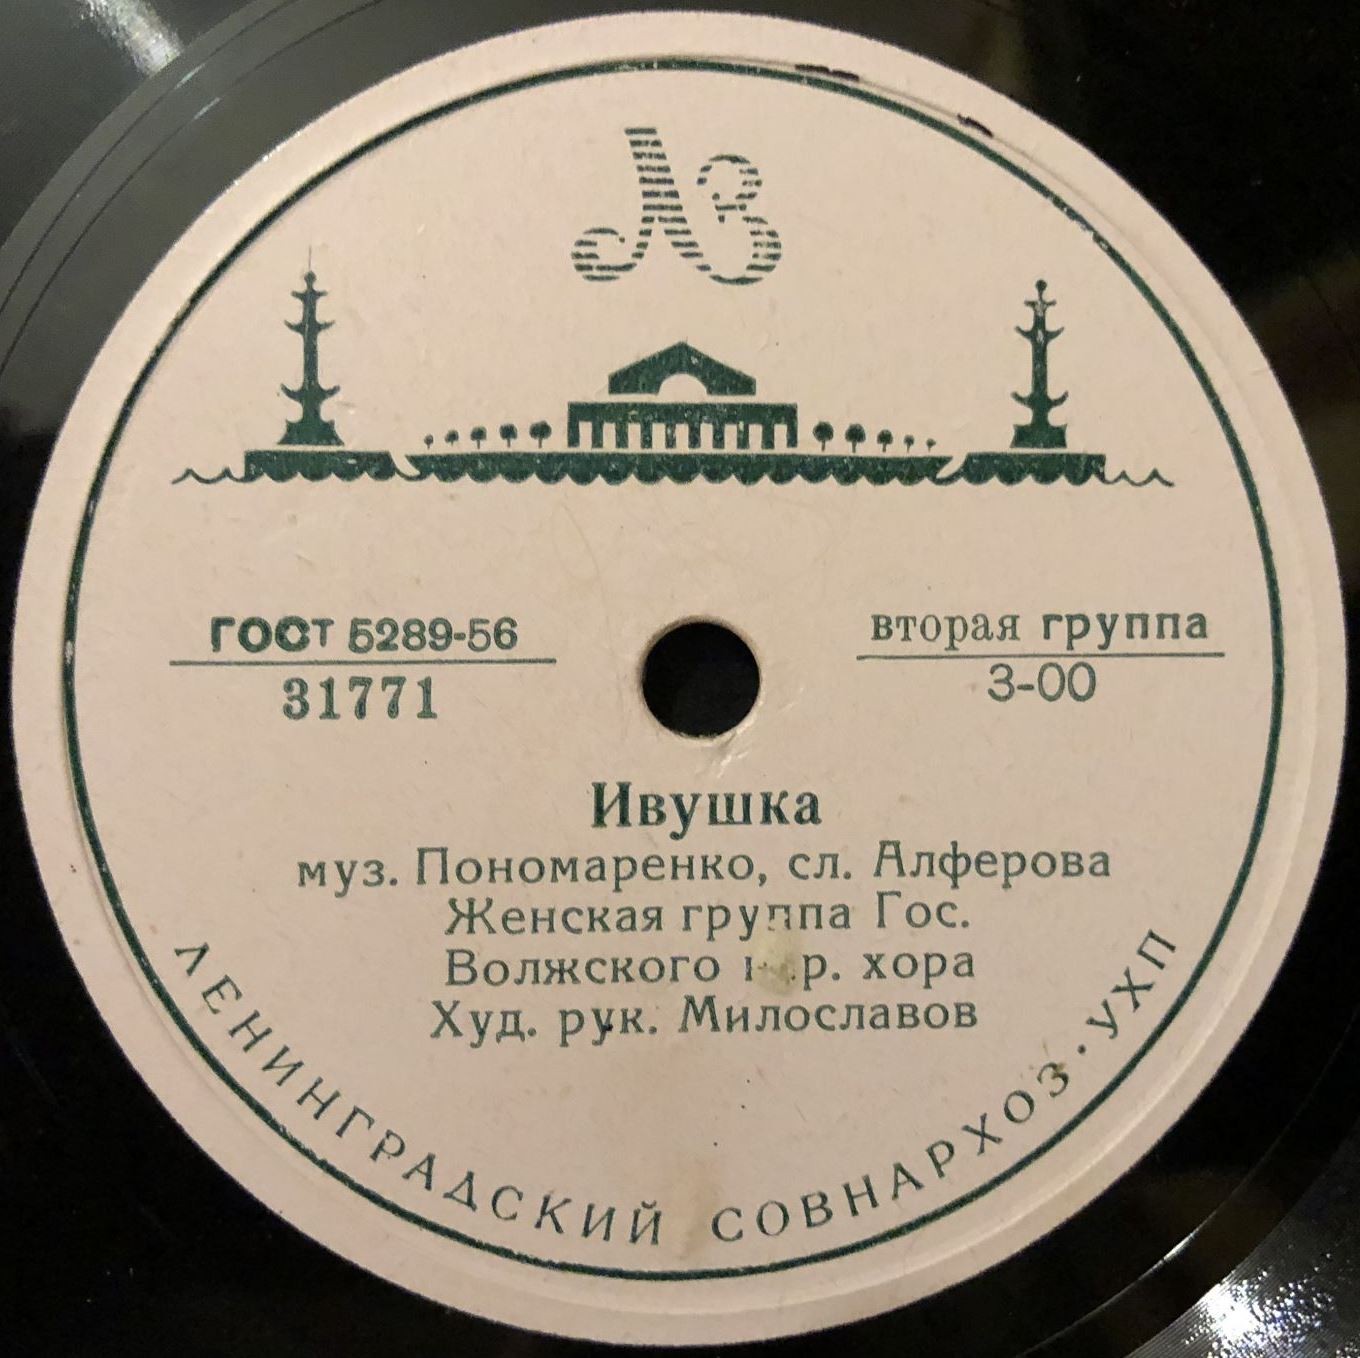 ЛЗ
ГОСТ 5289-56
31771
вторая группа
3-00
Ивушка
муз. Пономаренко, сл. Алферова
Женская группа Гос.
Волжского хора
Худ. рук. Милославов
ЛЕНИНГРАДСКИЙ СОВНАРХОЗ · УХП